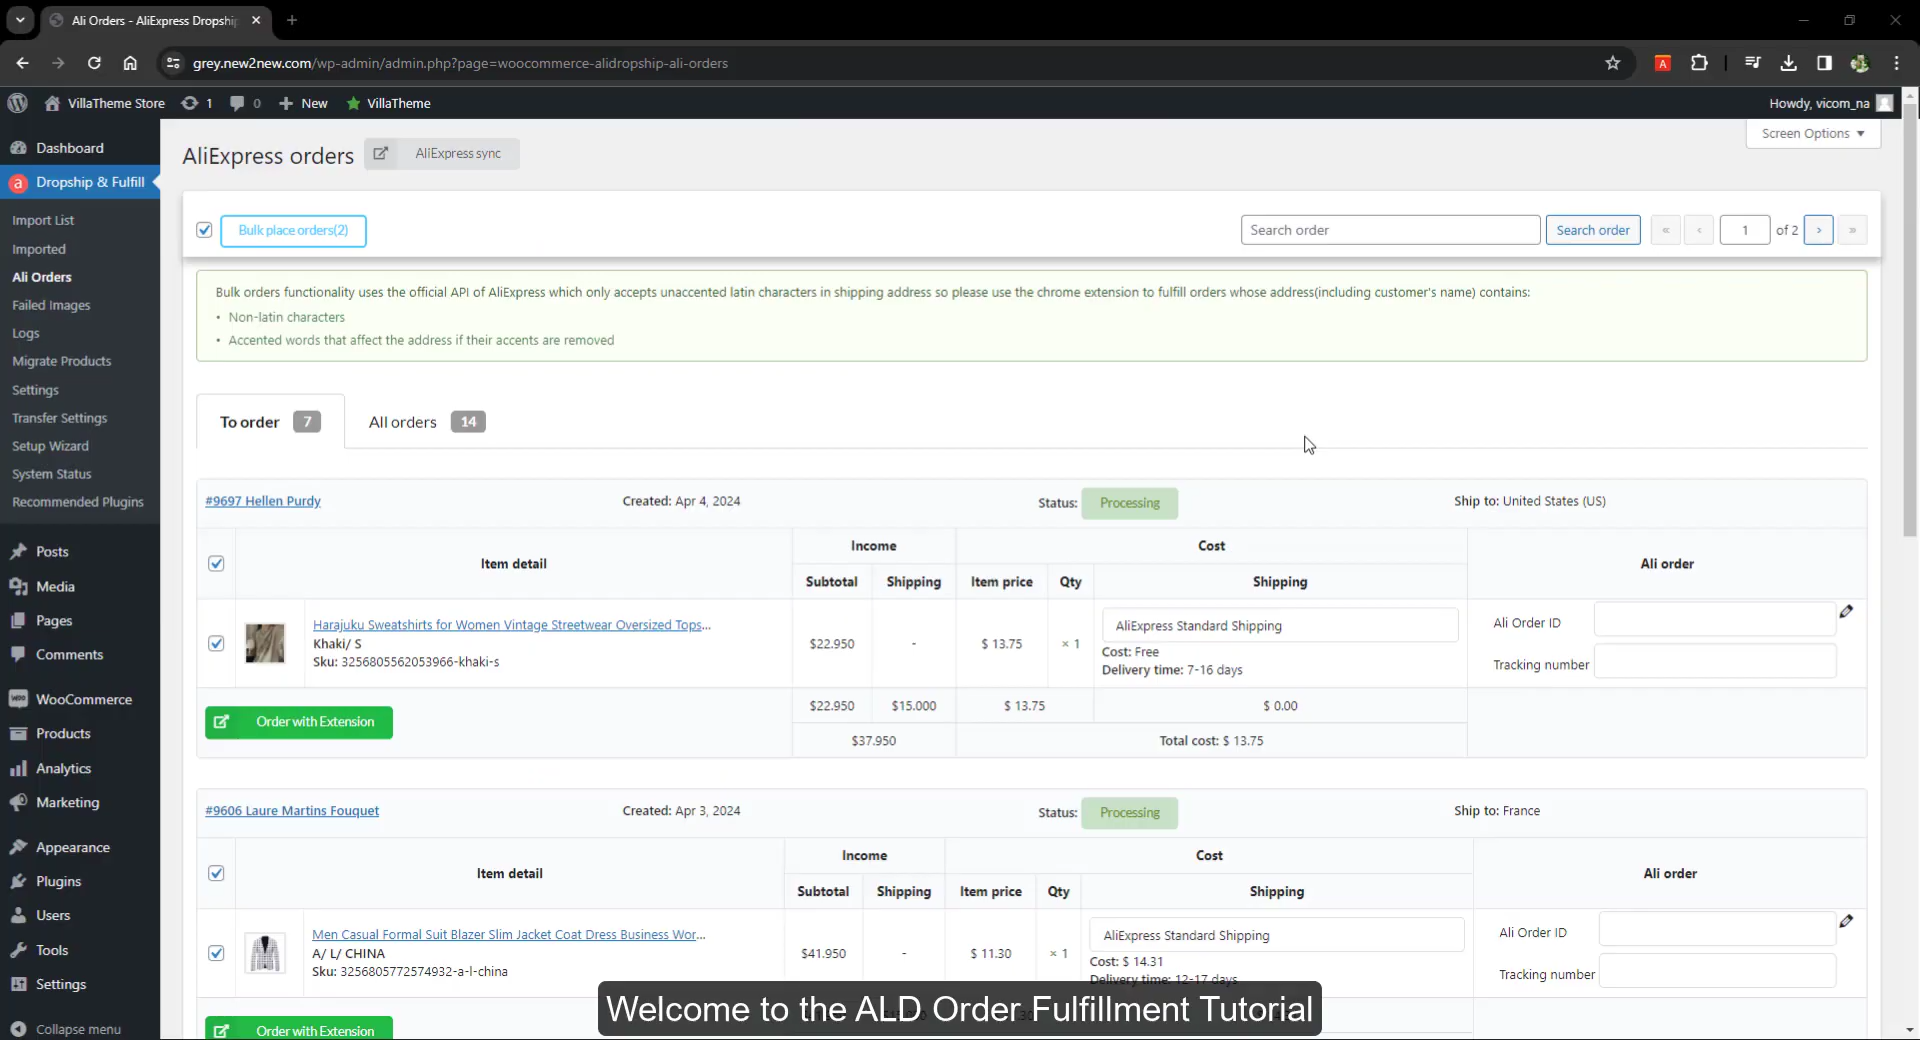 Ali Orders - AliExpress Dropship
grey.new2new.com/wp-admin/admin.php?page=woocommerce-alidropship-ali-orders
VillaTheme Store
1
0
New
VillaTheme
Howdy, vicom_na
Dashboard
Dropship & Fulfill
Import List
Imported
Ali Orders
Failed Images
Logs
Migrate Products
Settings
Transfer Settings
Setup Wizard
System Status
Recommended Plugins
Posts
Media
Pages
Comments
WooCommerce
Products
Analytics
Marketing
Appearance
Plugins
Users
Tools
Settings
Collapse menu
Screen Options
AliExpress orders
AliExpress sync
Bulk place orders(2)
Search order
Search order
«
‹
1
of 2
›
»
Bulk orders functionality uses the official API of AliExpress which only accepts unaccented latin characters in shipping address so please use the chrome extension to fulfill orders whose address(including customer's name) contains:
• Non-latin characters
• Accented words that affect the address if their accents are removed
To order 7
All orders 14
#9697 Hellen Purdy
Created: Apr 4, 2024
Status: Processing
Ship to: United States (US)
Item detail
Income
Cost
Ali order
Subtotal
Shipping
Item price
Qty
Shipping
Harajuku Sweatshirts for Women Vintage Streetwear Oversized Tops...
Khaki/ S
Sku: 3256805562053966-khaki-s
$22.950
-
$ 13.75
× 1
AliExpress Standard Shipping
Cost: Free
Delivery time: 7-16 days
Ali Order ID
Tracking number
Order with Extension
$22.950
$15.000
$ 13.75
$ 0.00
$37.950
Total cost: $ 13.75
#9606 Laure Martins Fouquet
Created: Apr 3, 2024
Status: Processing
Ship to: France
Item detail
Income
Cost
Ali order
Subtotal
Shipping
Item price
Qty
Shipping
Men Casual Formal Suit Blazer Slim Jacket Coat Dress Business Wor...
A/ L/ CHINA
Sku: 3256805772574932-a-l-china
$41.950
-
$ 11.30
× 1
AliExpress Standard Shipping
Cost: $ 14.31
Delivery time: 12-17 days
Ali Order ID
Tracking number
Order with Extension
Welcome to the ALD Order Fulfillment Tutorial